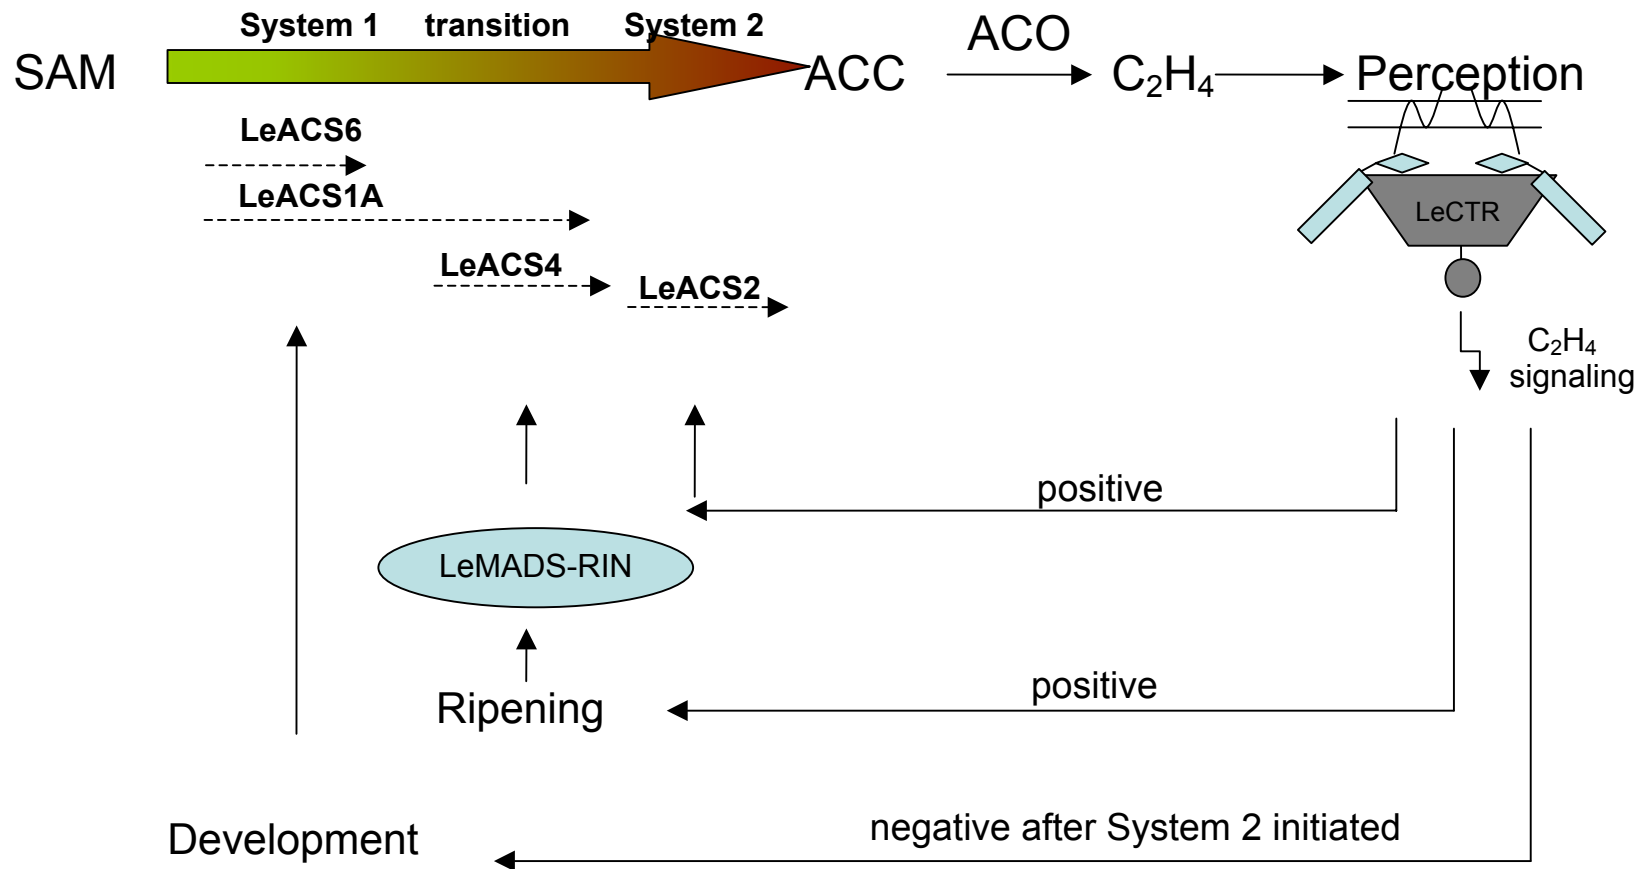 System 1 transition System 2
SAM ACC ACO C₂H₄ Perception
LeACS6
LeACS1A
LeACS4
LeACS2
LeCTR
C₂H₄
signaling
positive
LeMADS-RIN
positive
Ripening
negative after System 2 initiated
Development